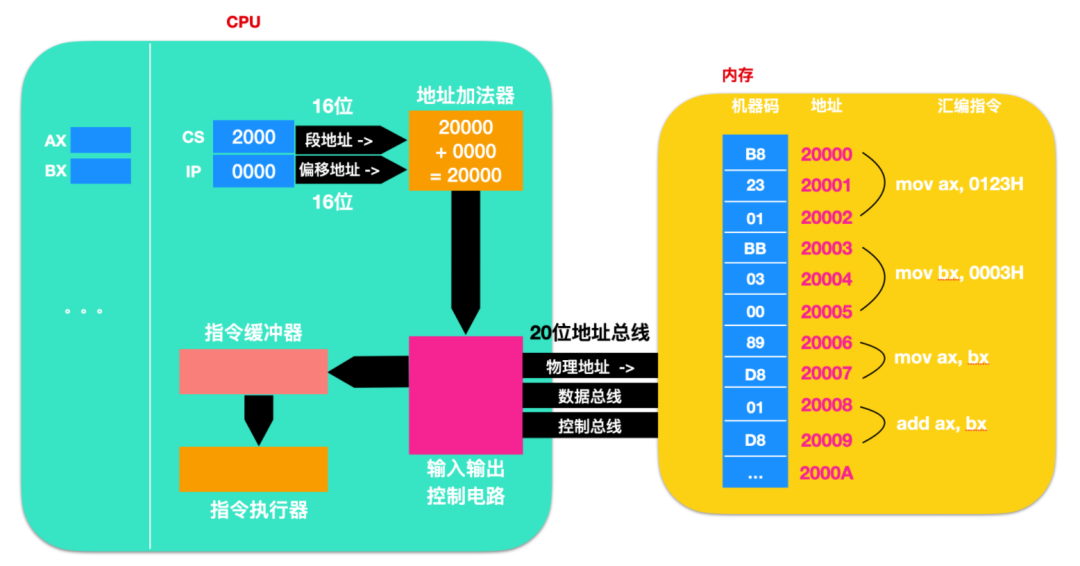 CPU
内存
16位
地址加法器
机器码 地址 汇编指令
AX
CS 2000 段地址 ->
20000
+ 0000
= 20000
BX
IP 0000 偏移地址 ->
16位
B8 20000
23 20001 mov ax, 0123H
01 20002
BB 20003
03 20004 mov bx, 0003H
00 20005
89 20006
D8 20007 mov ax, bx
01 20008
D8 20009 add ax, bx
... 2000A
。。。
指令缓冲器
20位地址总线
物理地址 ->
数据总线
控制总线
输入输出
控制电路
指令执行器